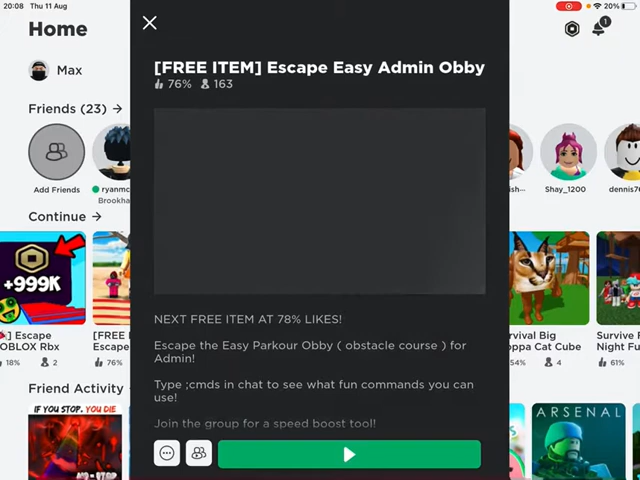 20:08 Thu 11 Aug
20%
Home
1
Max
[FREE ITEM] Escape Easy Admin Obby
76% 163
Friends (23)
Add Friends
ryanmc
Brookha
ish-··
Shay_1200
dennis76
NEXT FREE ITEM AT 78% LIKES!
Escape the Easy Parkour Obby ( obstacle course ) for
Admin!
Type ;cmds in chat to see what fun commands you can
use!
Join the group for a speed boost tool!
Continue
+999K
] Escape
OBLOX Rbx
18% 2
[FREE
Escape
76%
rvival Big
ppa Cat Cube
54% 4
Survive
Night Fu
61%
Friend Activity
IF YOU STOP, YOU DIE
ARSENAL